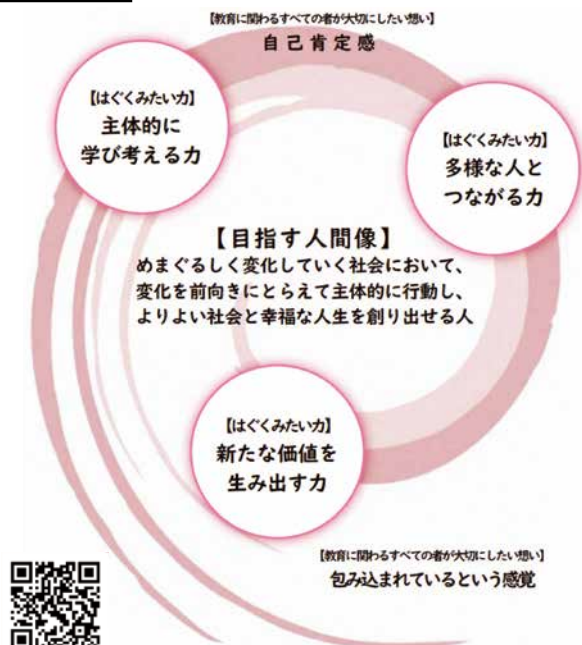 【教育に関わるすべての者が大切にしたい想い】
自己肯定感
【はぐくみたい力】
主体的に
学び考える力
【はぐくみたい力】
多様な人と
つながる力
【目指す人間像】
めまぐるしく変化していく社会において、
変化を前向きにとらえて主体的に行動し、
よりよい社会と幸福な人生を創り出せる人
【はぐくみたい力】
新たな価値を
生み出す力
【教育に関わるすべての者が大切にしたい想い】
包み込まれているという感覚